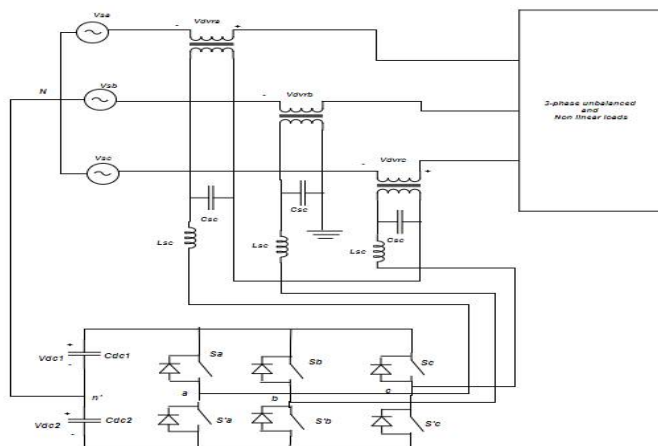 Vsa
- Vdvra +
N
Vsb
- Vdvrb
3-phase unbalanced
and
Non linear loads
Vsc
- Vdvrc +
Csc
Csc
Csc
Lsc
Lsc
Lsc
+
Vdc1 Cdc1
-
Sa
Sb
Sc
a
b
c
n'
+
Vdc2 Cdc2
-
S'a
S'b
S'c